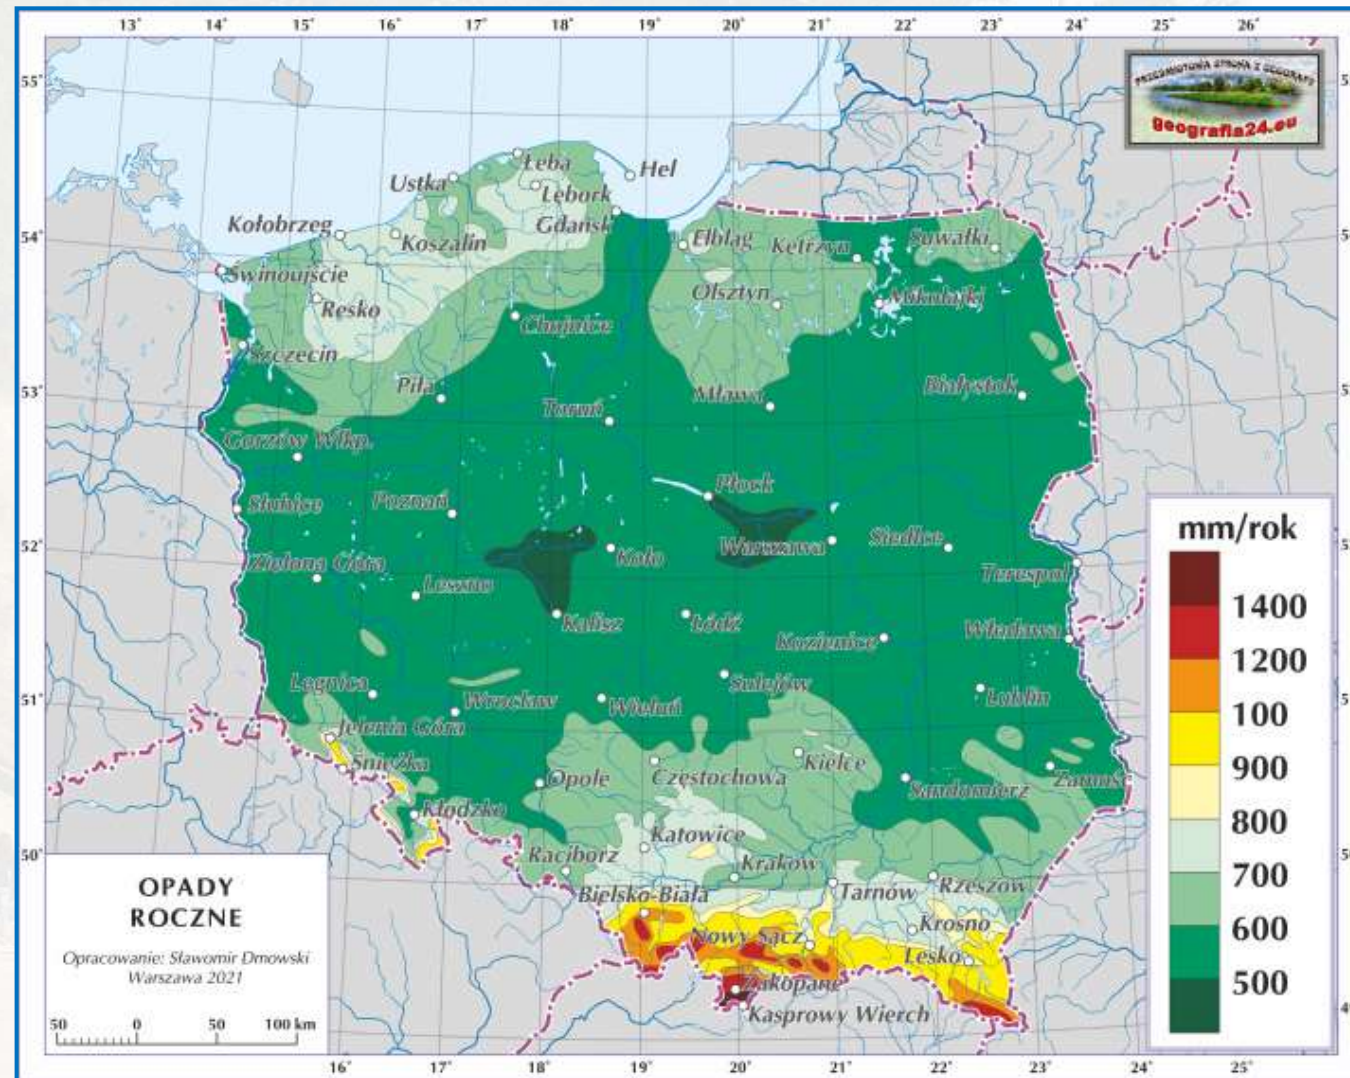 13° 14° 15° 16° 17° 18° 19° 20° 21° 22° 23° 24° 25° 26°
PRZEDMIOTOWA STRONA Z GEOGRAFII
geografia24.eu
55°
54°
53°
52°
51°
50°
Łeba
Hel
Ustka
Lębork
Gdańsk
Kołobrzeg
Koszalin
Elbląg
Kętrzyn
Suwałki
Świnoujście
Resko
Olsztyn
Mikołajki
Chojnice
Szczecin
Piła
Mława
Białystok
Toruń
Gorzów Wlkp.
Płock
Słubice
Poznań
Warszawa
Siedlce
Zielona Góra
Koło
Terespol
Leszno
Kalisz
Łódź
Kozienice
Włodawa
Legnica
Wrocław
Wieluń
Sulejów
Lublin
Jelenia Góra
Śnieżka
Opole
Częstochowa
Kielce
Sandomierz
Zamość
Kłodzko
Katowice
Racibórz
Kraków
Tarnów
Rzeszów
Bielsko-Biała
Nowy Sącz
Krosno
Lesko
Zakopane
Kasprowy Wierch
mm/rok
1400
1200
100
900
800
700
600
500
OPADY
ROCZNE
Opracowanie: Sławomir Dmowski
Warszawa 2021
50 0 50 100 km
16° 17° 18° 19° 20° 21° 22° 23° 24° 25°